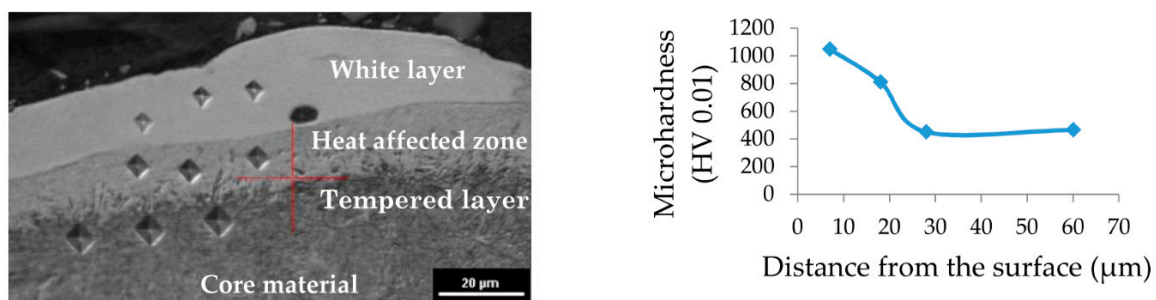 White layer
Heat affected zone
Tempered layer
Core material
20 µm
Microhardness
(HV 0.01)
1200
1000
800
600
400
200
0
0 10 20 30 40 50 60 70
Distance from the surface (µm)